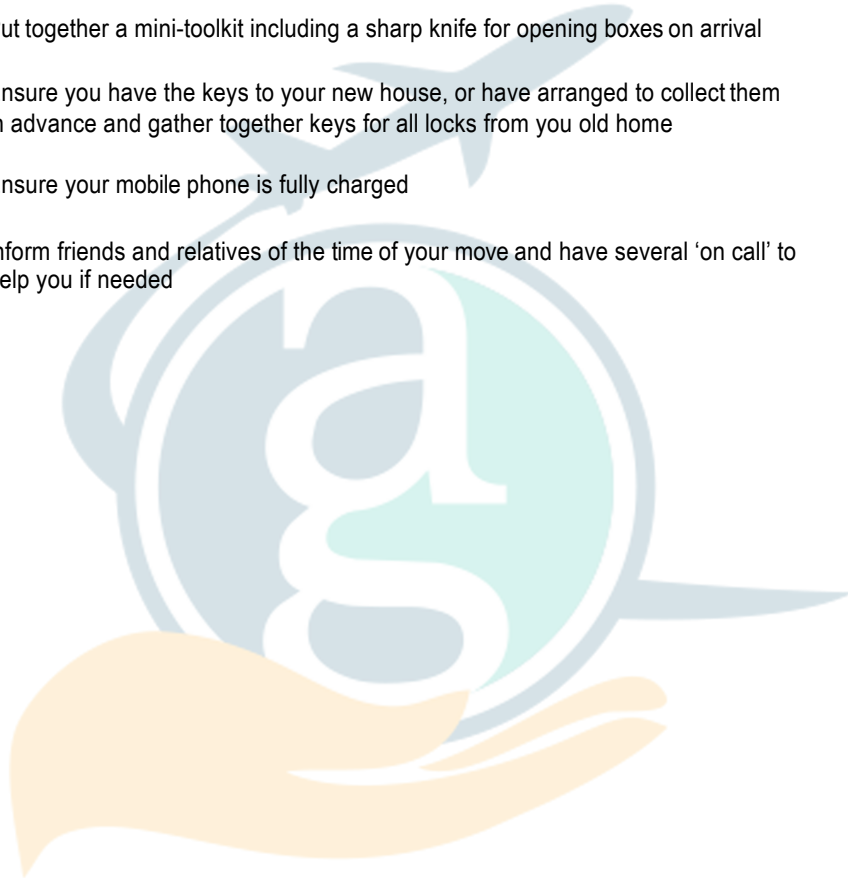 ut together a mini-toolkit including a sharp knife for opening boxes on arrival
nsure you have the keys to your new house, or have arranged to collect them
n advance and gather together keys for all locks from you old home
nsure your mobile phone is fully charged
nform friends and relatives of the time of your move and have several ‘on call’ to
elp you if needed
a
g